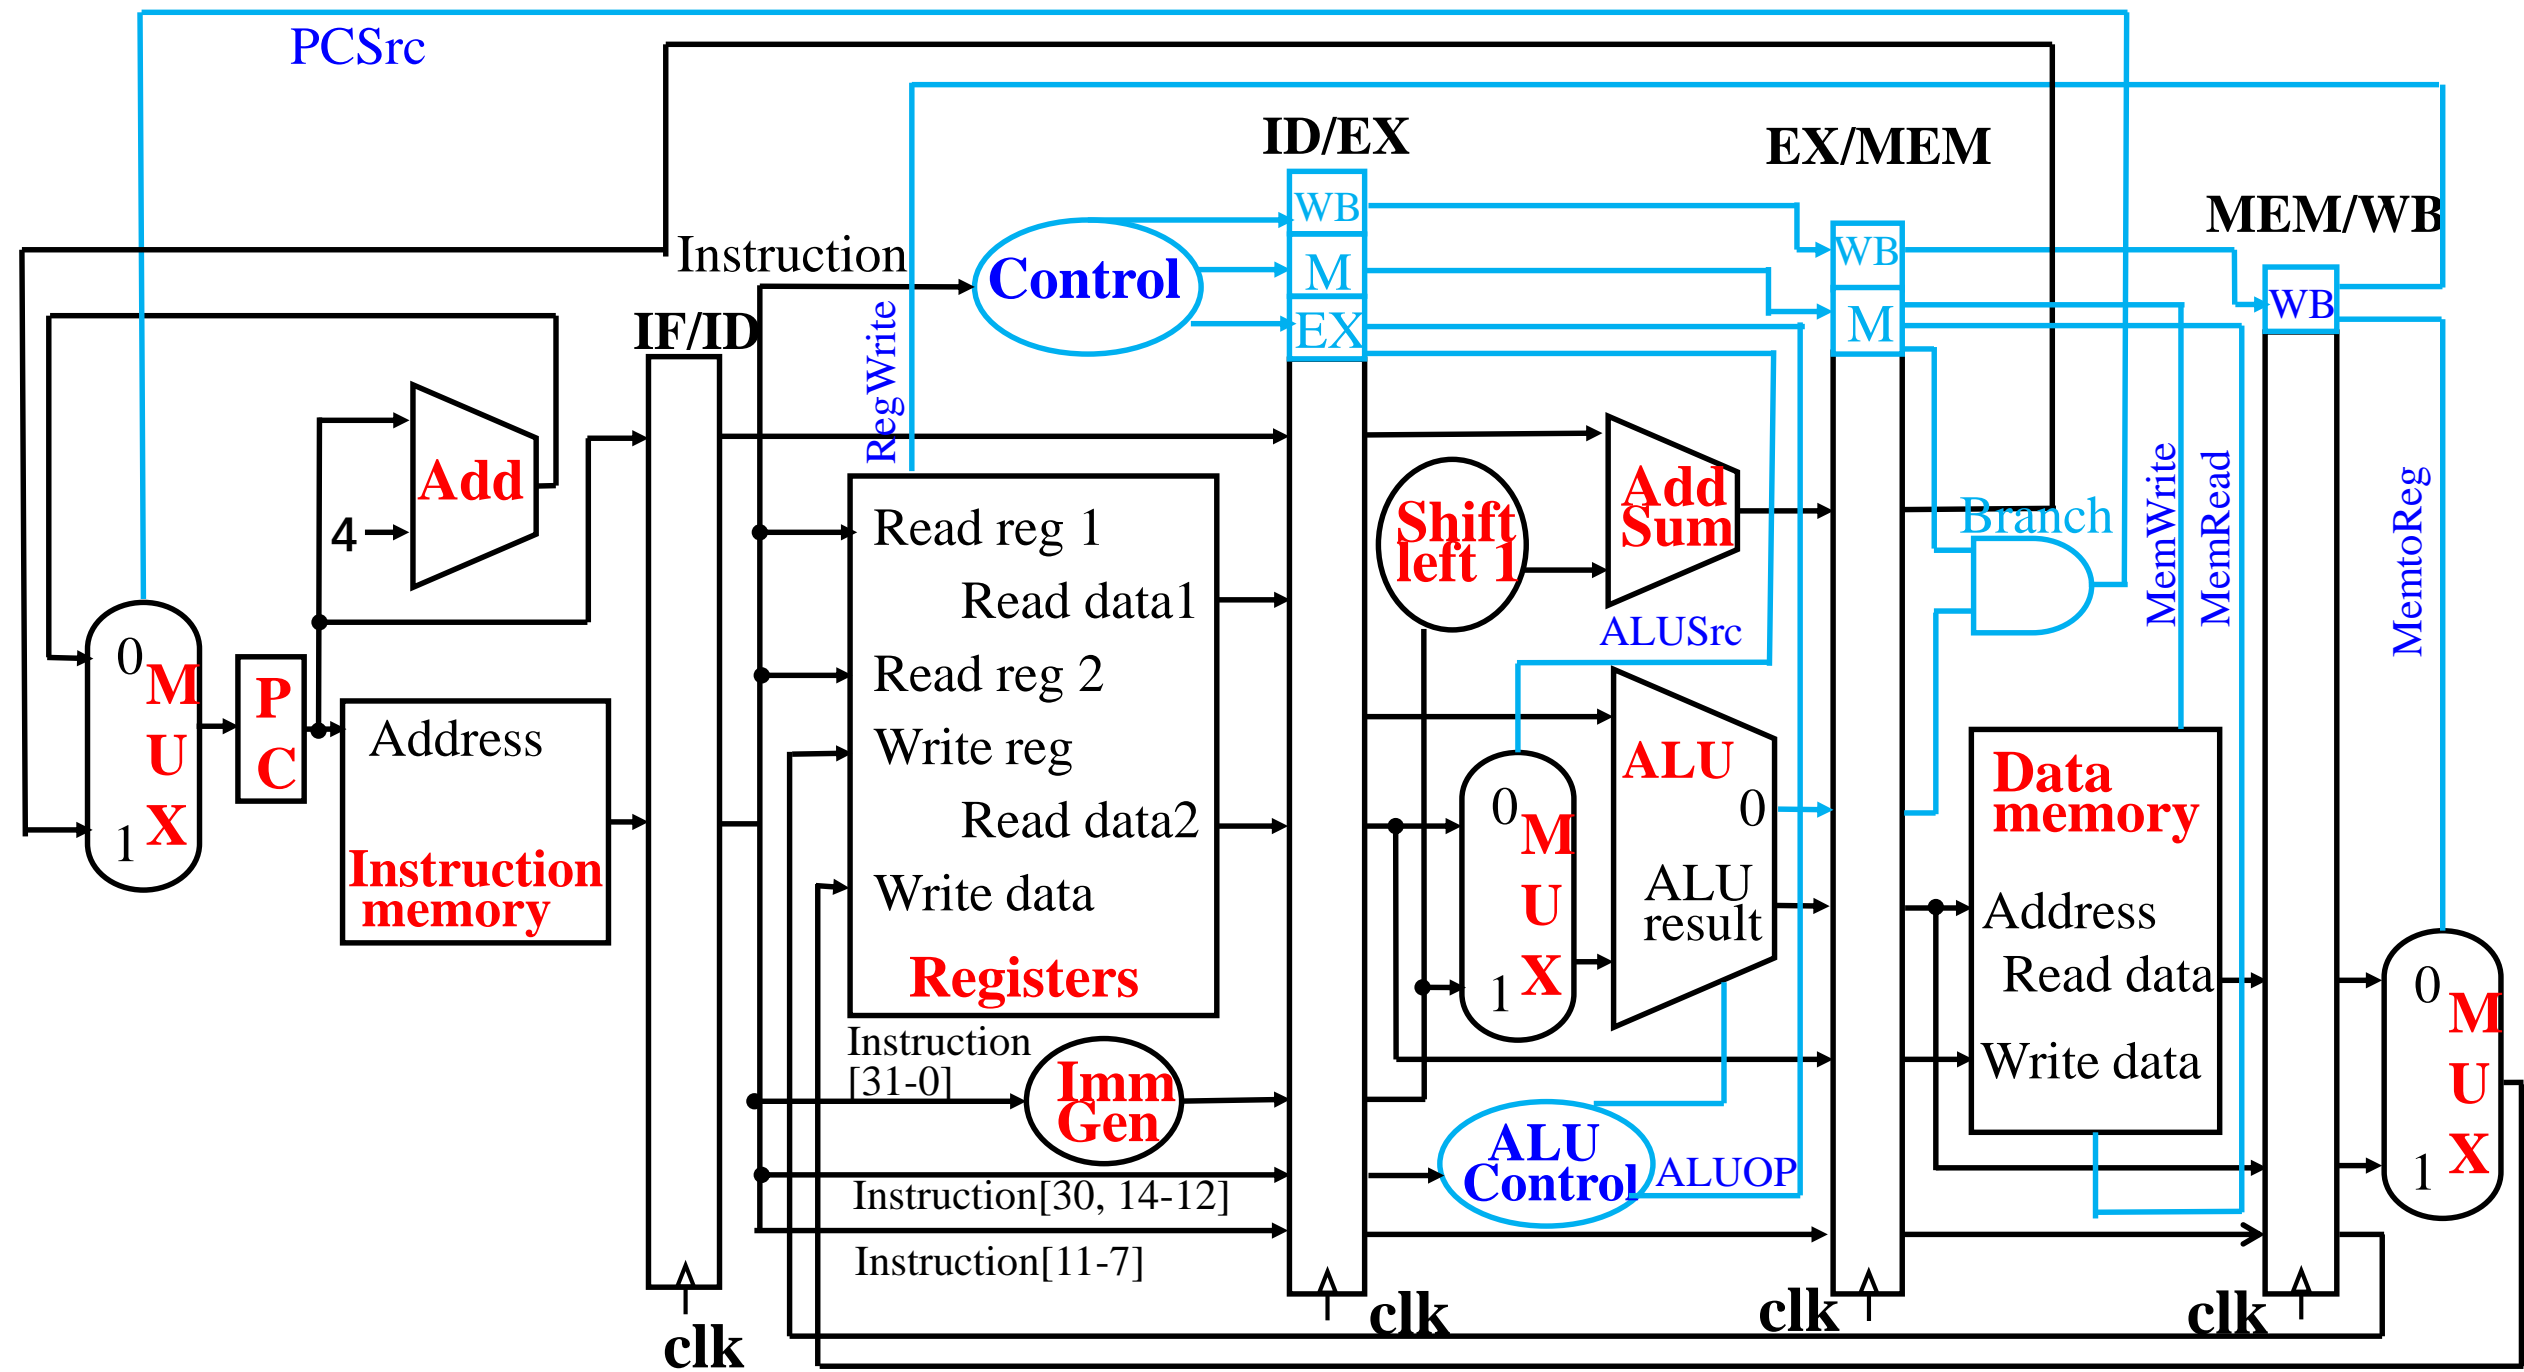 PCSrc
ID/EX
EX/MEM
MEM/WB
WB
M
EX
WB
M
WB
Instruction
Control
IF/ID
RegWrite
Add
4
0
M
U
X
1
P
C
Address
Instruction
memory
Read reg 1
Read data1
Read reg 2
Write reg
Read data2
Write data
Registers
Instruction
[31-0]
Imm
Gen
Instruction[30, 14-12]
Instruction[11-7]
Shift
left 1
Add
Sum
ALUSrc
0
M
U
X
1
ALU
0
ALU
result
ALU
Control
ALUOP
Branch
MemWrite
MemRead
MemtoReg
Data
memory
Address
Read data
Write data
0
M
U
X
1
clk
clk
clk
clk